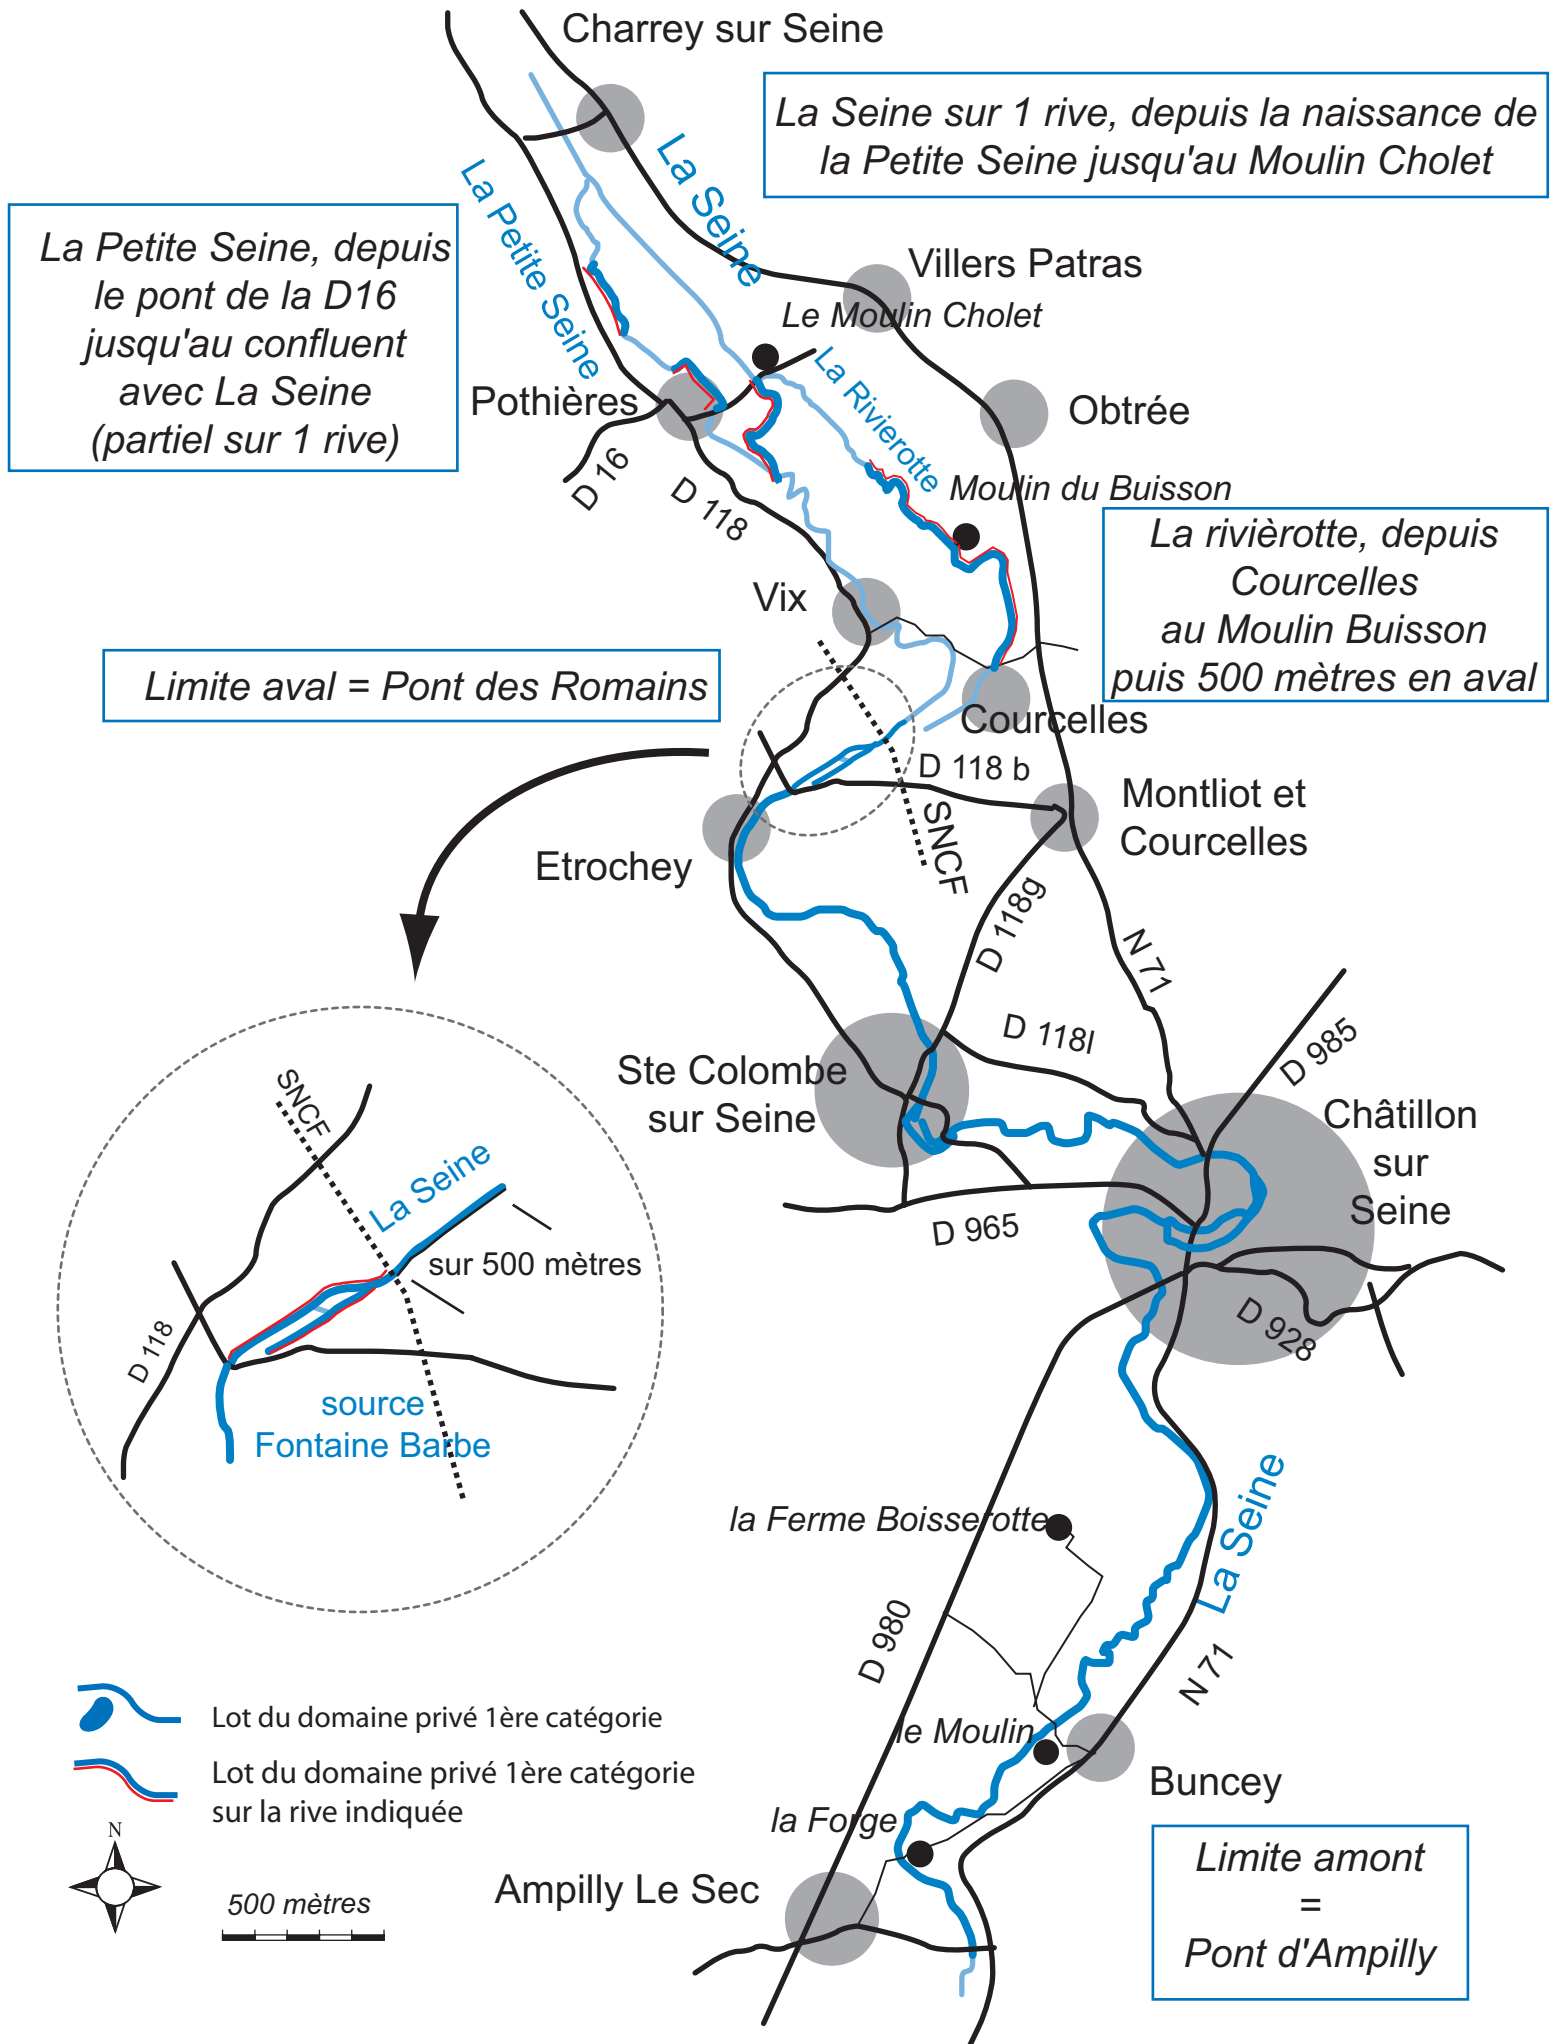 Charrey sur Seine
La Seine sur 1 rive, depuis la naissance de
la Petite Seine jusqu'au Moulin Cholet
La Seine
La Petite Seine
La Petite Seine, depuis
le pont de la D16
jusqu'au confluent
avec La Seine
(partiel sur 1 rive)
Villers Patras
Le Moulin Cholet
La Rivierotte
Pothières
Obtrée
D 16
D 118
Moulin du Buisson
La rivièrotte, depuis
Courcelles
au Moulin Buisson
puis 500 mètres en aval
Vix
Limite aval = Pont des Romains
Courcelles
D 118 b
SNCF
Montliot et
Courcelles
Etrochey
D 118g
N 71
D 118l
D 985
Ste Colombe
sur Seine
Châtillon
sur
Seine
D 965
D 928
SNCF
La Seine
sur 500 mètres
D 118
source
Fontaine Barbe
la Ferme Boisserotte
La Seine
D 980
N 71
le Moulin
Buncey
la Forge
Ampilly Le Sec
Limite amont
=
Pont d'Ampilly
Lot du domaine privé 1ère catégorie
Lot du domaine privé 1ère catégorie
sur la rive indiquée
N
500 mètres